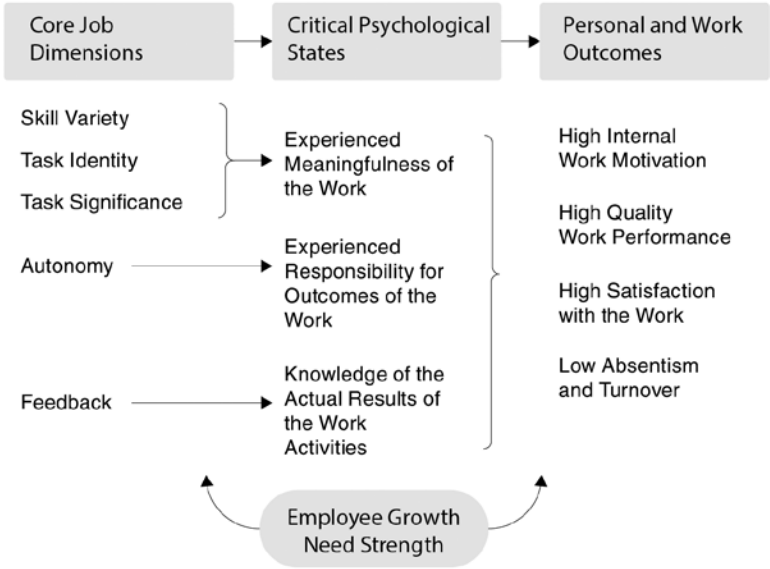 Core Job
Dimensions
Critical Psychological
States
Personal and Work
Outcomes
Skill Variety
Task Identity
Task Significance
Autonomy
Feedback
Experienced
Meaningfulness of
the Work
Experienced
Responsibility for
Outcomes of the
Work
Knowledge of the
Actual Results of
the Work
Activities
High Internal
Work Motivation
High Quality
Work Performance
High Satisfaction
with the Work
Low Absentism
and Turnover
Employee Growth
Need Strength